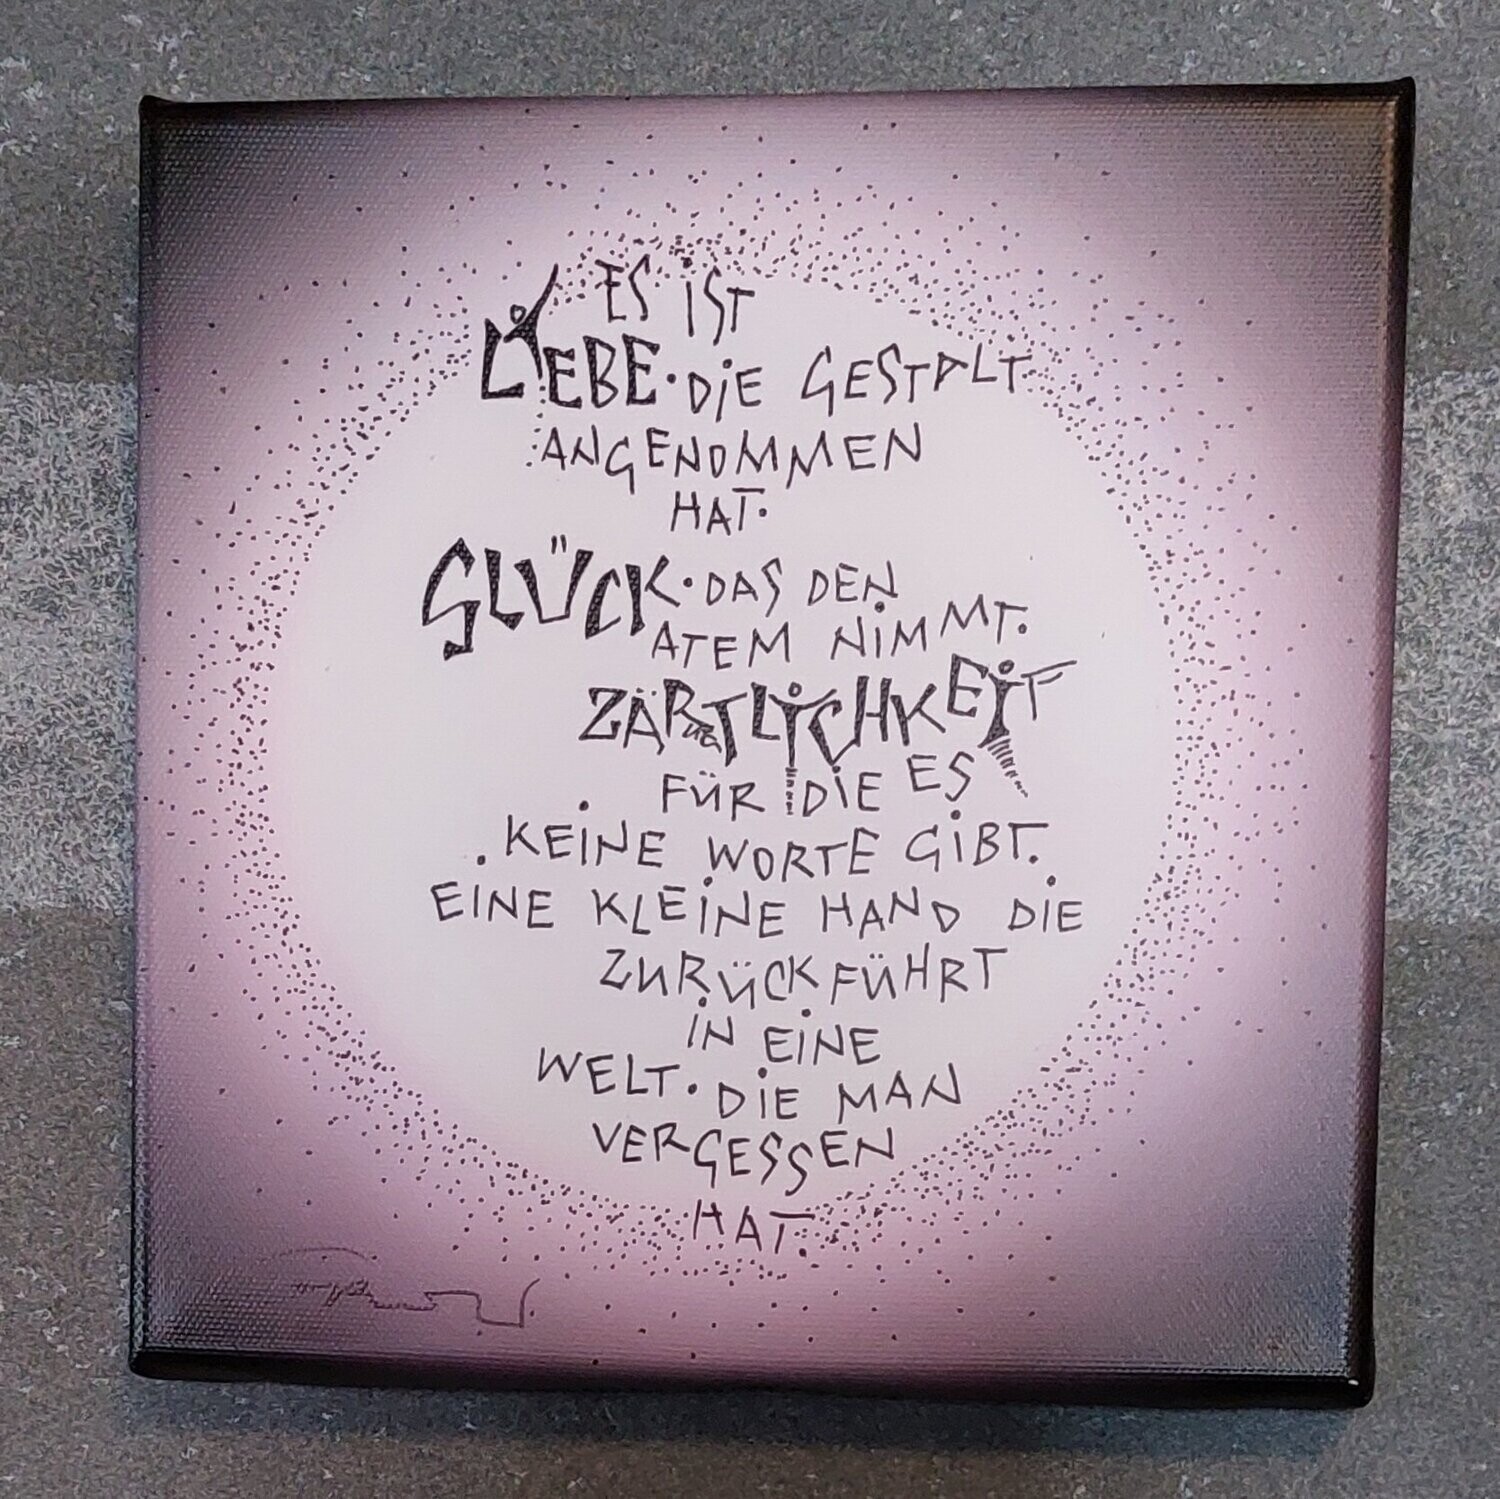 ES IST
LIEBE · DIE GESTALT
ANGENOMMEN
HAT.
GLÜCK · DAS DEN
ATEM NIMMT.
ZÄRTLICHKEIT
FÜR DIE ES
KEINE WORTE GIBT.
EINE KLEINE HAND DIE
ZURÜCKFÜHRT
IN EINE
WELT · DIE MAN
VERGESSEN
HAT.